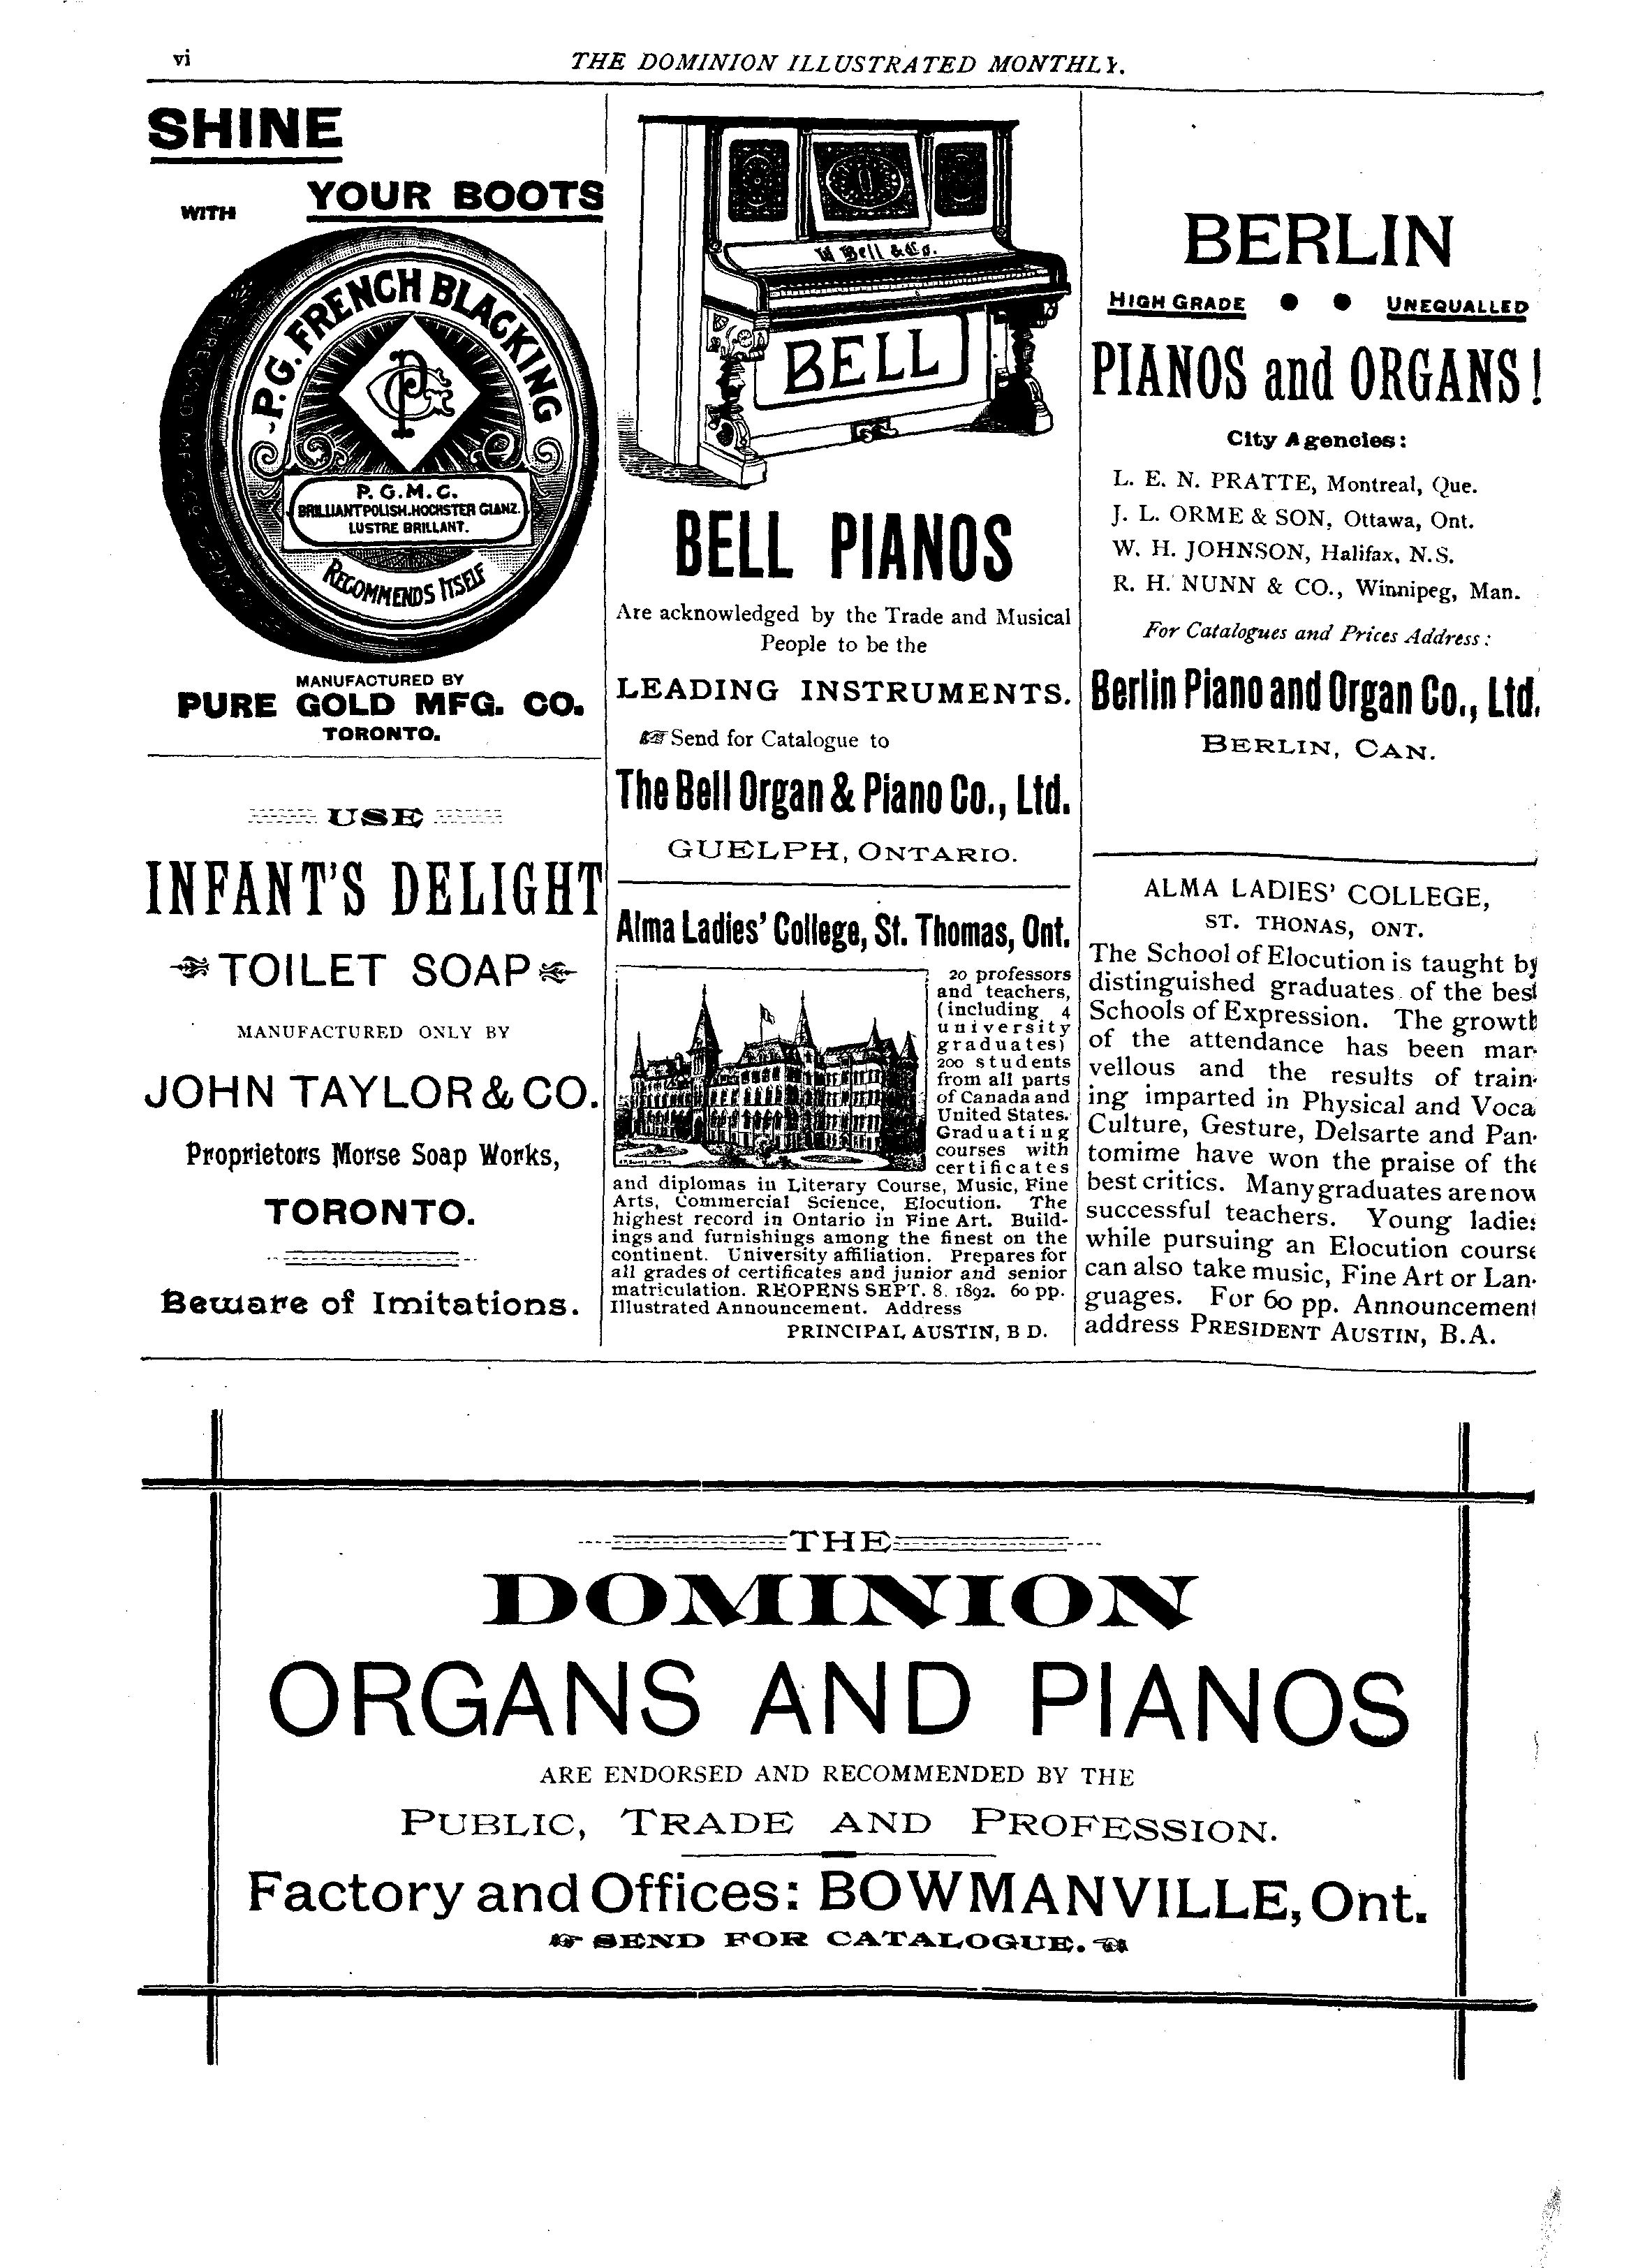 vi
THE DOMINION ILLUSTRATED MONTHLY.
SHINE
YOUR BOOTS
WITH
P.G. FRENCH BLACKING
P. G. M. C.
BRILLIANT POLISH. HOCHSTER GLANZ.
LUSTRE BRILLANT.
RECOMMENDS ITSELF
MANUFACTURED BY
PURE GOLD MFG. CO.
TORONTO.
USE
INFANT'S DELIGHT
TOILET SOAP
MANUFACTURED ONLY BY
JOHN TAYLOR & CO.
Proprietors Morse Soap Works,
TORONTO.
Beware of Imitations.
W Bell & Co.
BELL
BELL PIANOS
Are acknowledged by the Trade and Musical
People to be the
LEADING INSTRUMENTS.
Send for Catalogue to
The Bell Organ & Piano Co., Ltd.
GUELPH, ONTARIO.
Alma Ladies' College, St. Thomas, Ont.
20 professors
and teachers,
(including 4
university
graduates)
200 students
from all parts
of Canada and
United States.
Graduating
courses with
certificates
and diplomas in Literary Course, Music, Fine
Arts, Commercial Science, Elocution. The
highest record in Ontario in Fine Art. Build-
ings and furnishings among the finest on the
continent. University affiliation. Prepares for
all grades of certificates and junior and senior
matriculation. REOPENS SEPT. 8. 1892. 60 pp.
Illustrated Announcement. Address
PRINCIPAL AUSTIN, B D.
BERLIN
HIGH GRADE ● ● UNEQUALLED
PIANOS and ORGANS!
City Agencies:
L. E. N. PRATTE, Montreal, Que.
J. L. ORME & SON, Ottawa, Ont.
W. H. JOHNSON, Halifax, N.S.
R. H. NUNN & CO., Winnipeg, Man.
For Catalogues and Prices Address:
Berlin Piano and Organ Co., Ltd.
BERLIN, CAN.
ALMA LADIES' COLLEGE,
ST. THONAS, ONT.
The School of Elocution is taught by
distinguished graduates of the best
Schools of Expression. The growth
of the attendance has been mar-
vellous and the results of train-
ing imparted in Physical and Voca
Culture, Gesture, Delsarte and Pan-
tomime have won the praise of the
best critics. Many graduates are now
successful teachers. Young ladies
while pursuing an Elocution course
can also take music, Fine Art or Lan-
guages. For 60 pp. Announcement
address PRESIDENT AUSTIN, B.A.
THE
DOMINION
ORGANS AND PIANOS
ARE ENDORSED AND RECOMMENDED BY THE
PUBLIC, TRADE AND PROFESSION.
Factory and Offices: BOWMANVILLE, Ont.
SEND FOR CATALOGUE.